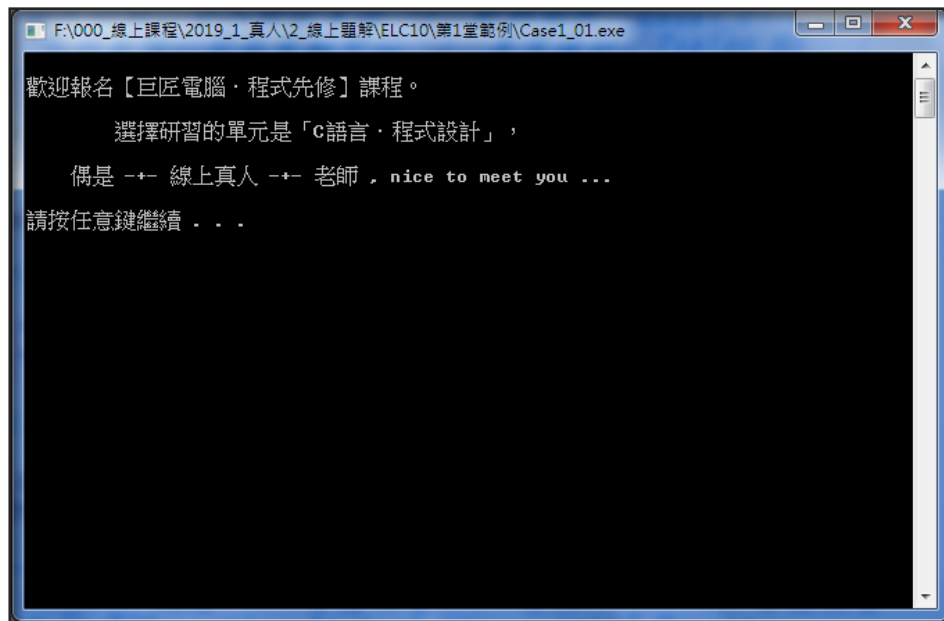 F:\000_線上課程\2019_1_真人\2_線上題解\ELC10\第1堂範例\Case1_01.exe
歡迎報名【巨匠電腦‧程式先修】課程。
選擇研習的單元是「C語言‧程式設計」，
偶是 -+- 線上真人 -+- 老師 , nice to meet you ...
請按任意鍵繼續 . . .